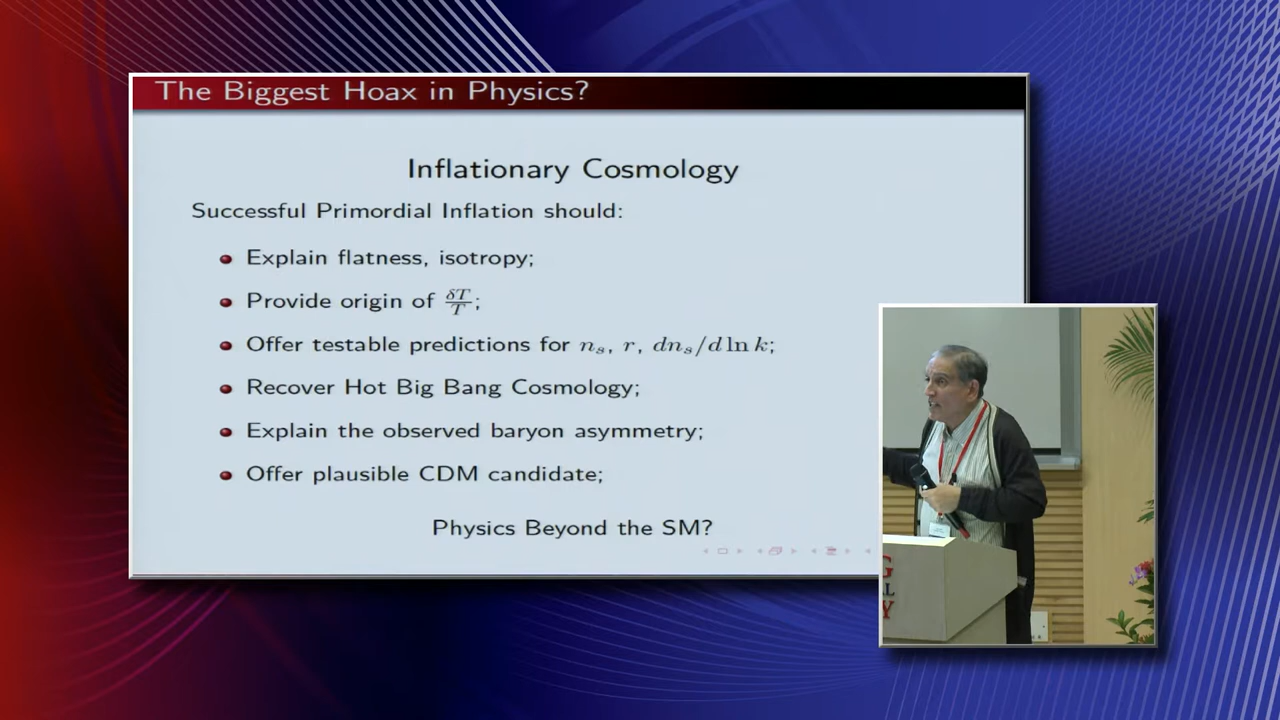 The Biggest Hoax in Physics?
Inflationary Cosmology
Successful Primordial Inflation should:
Explain flatness, isotropy;
Provide origin of δT/T;
Offer testable predictions for nₛ, r, dnₛ/d ln k;
Recover Hot Big Bang Cosmology;
Explain the observed baryon asymmetry;
Offer plausible CDM candidate;
Physics Beyond the SM?
G
L
Y